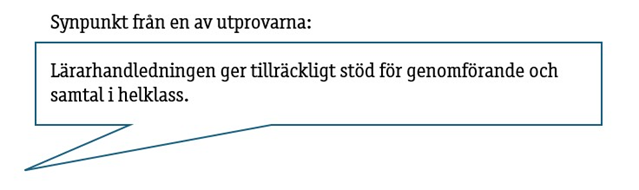 Synpunkt från en av utprovarna:
Lärarhandledningen ger tillräckligt stöd för genomförande och
samtal i helklass.